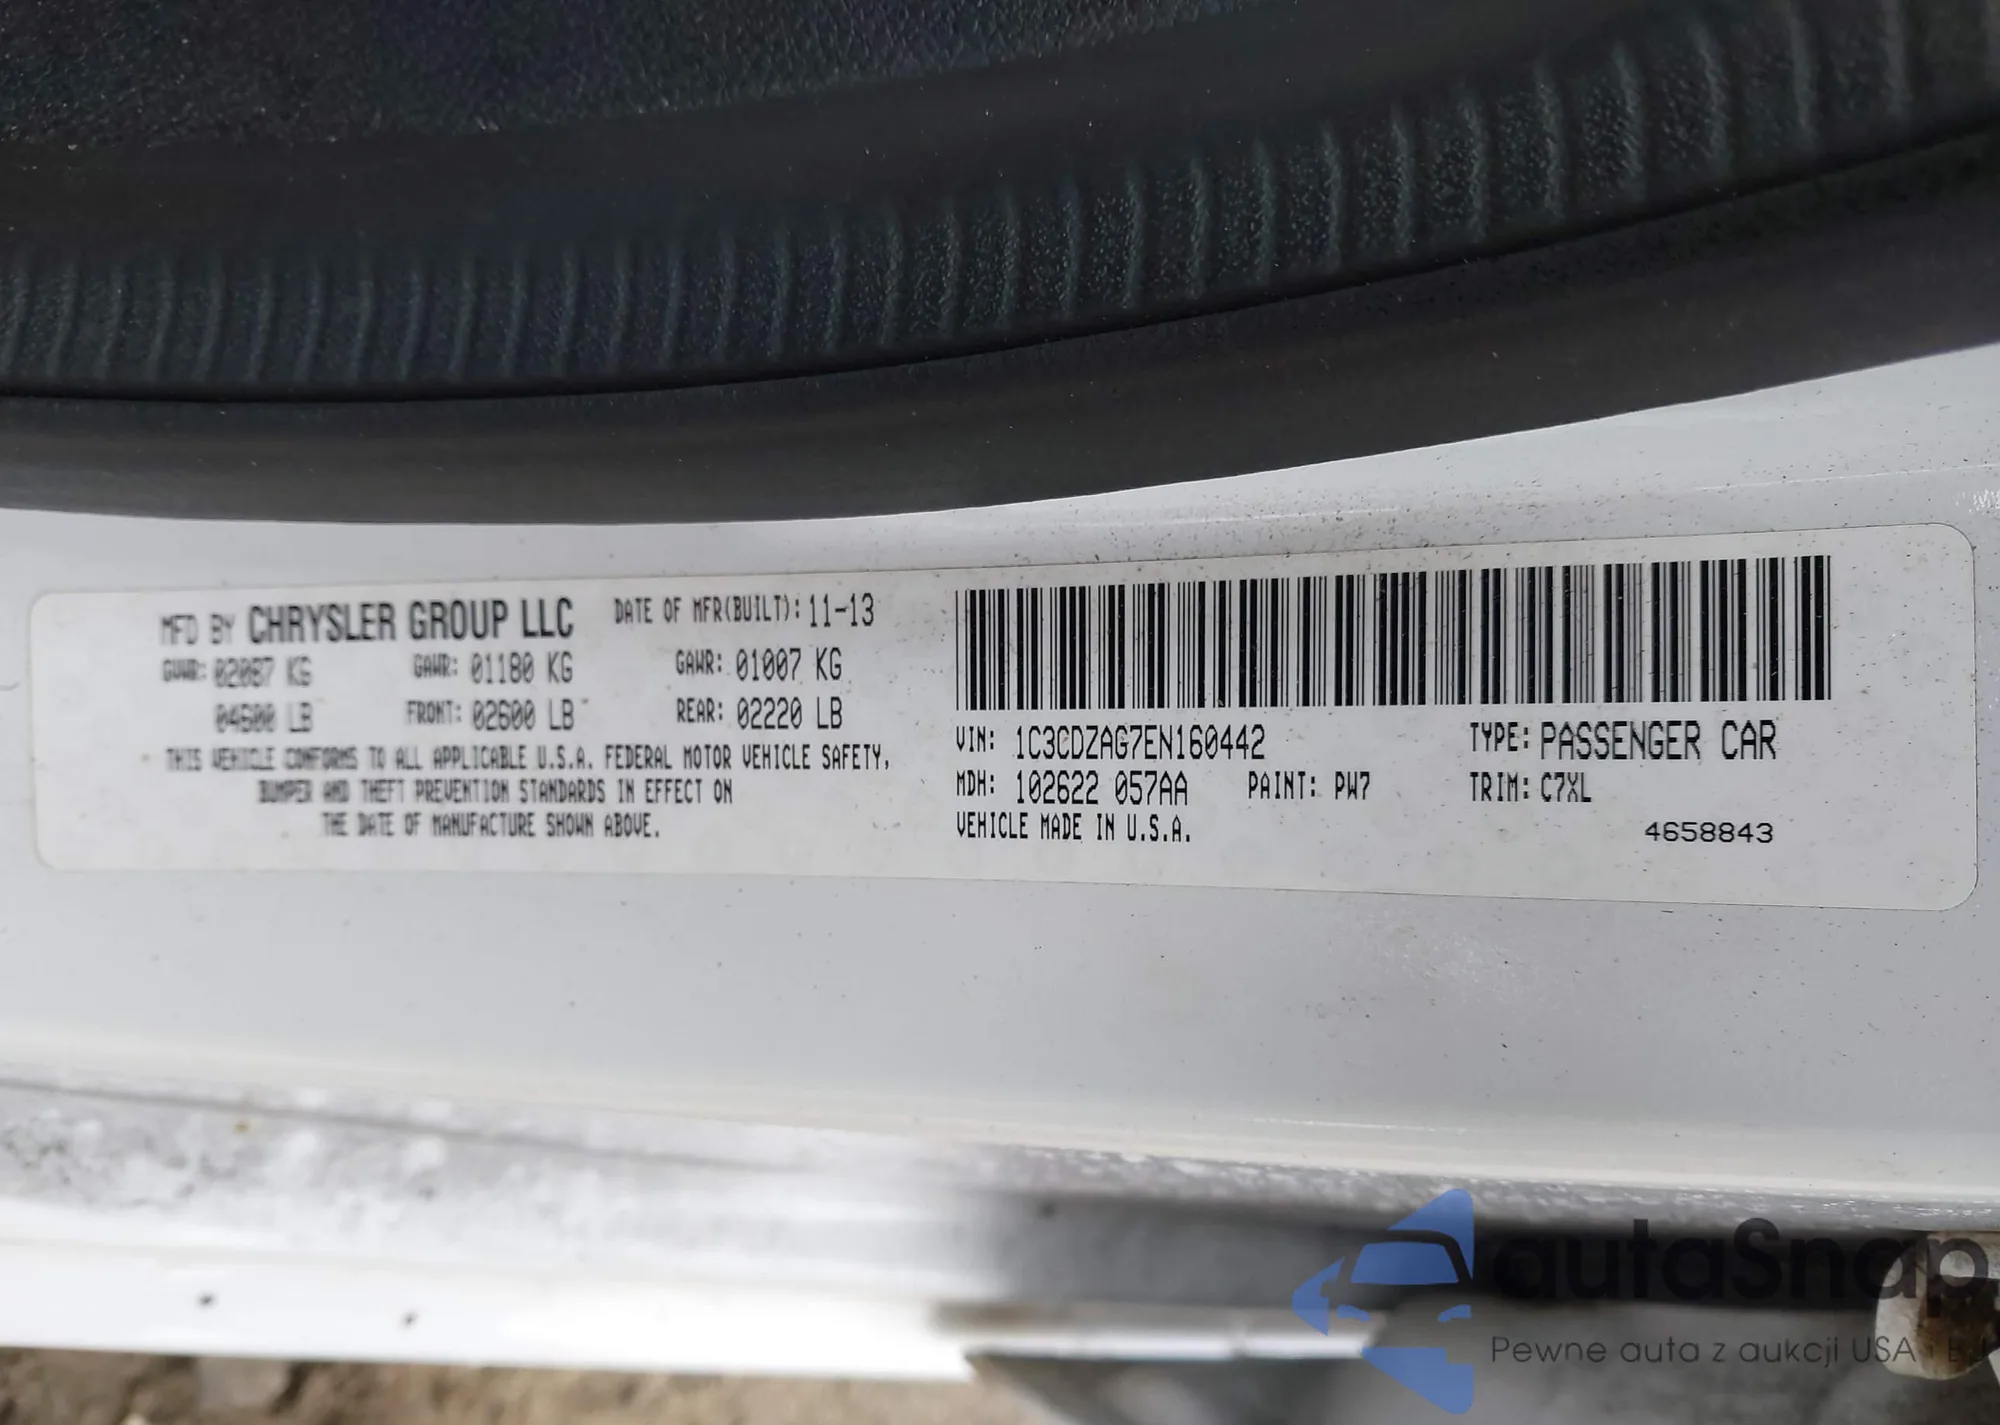 MFD BY CHRYSLER GROUP LLC DATE OF MFR(BUILT): 11-13
GVWR: 02087 KG GAWR: 01180 KG GAWR: 01007 KG
04600 LB FRONT: 02600 LB REAR: 02220 LB
THIS VEHICLE CONFORMS TO ALL APPLICABLE U.S.A. FEDERAL MOTOR VEHICLE SAFETY,
BUMPER AND THEFT PREVENTION STANDARDS IN EFFECT ON
THE DATE OF MANUFACTURE SHOWN ABOVE.
VIN: 1C3CDZAG7EN160442 TYPE: PASSENGER CAR
MDH: 102622 057AA PAINT: PW7 TRIM: C7XL
VEHICLE MADE IN U.S.A.
4658843
autoSnap
Pewne auta z aukcji USA i EU